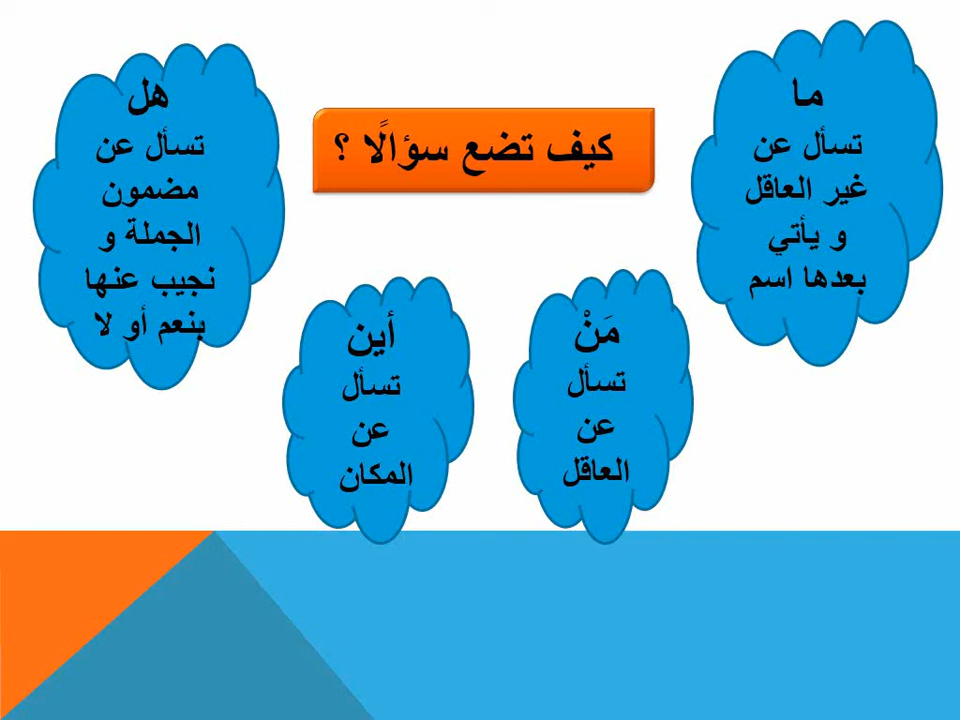 كيف تضع سؤالًا ؟
ما
تسأل عن
غير العاقل
و يأتي
بعدها اسم
مَنْ
تسأل
عن
العاقل
أين
تسأل
عن
المكان
هل
تسأل عن
مضمون
الجملة و
نجيب عنها
بنعم أو لا